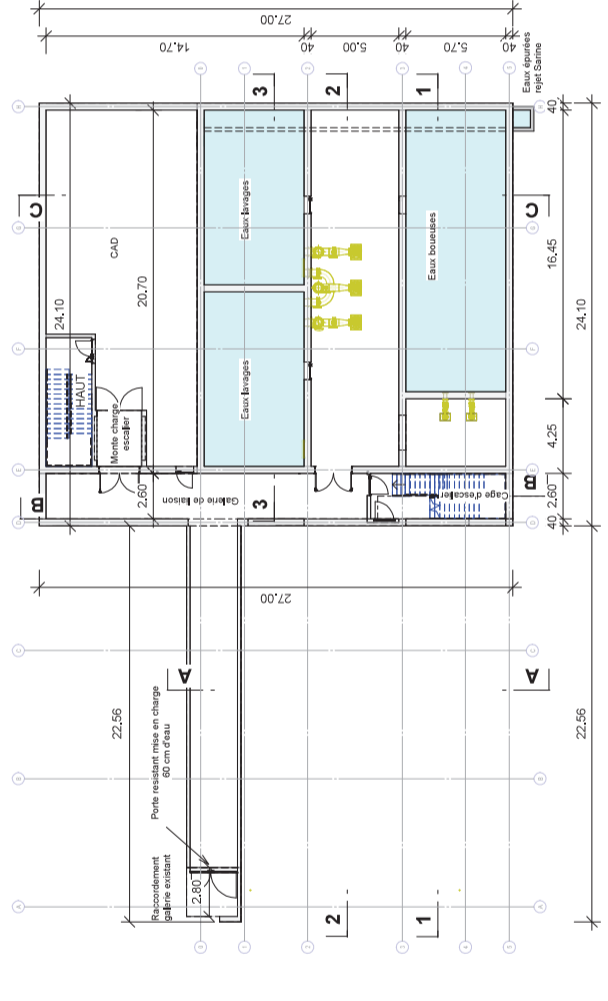 27.00
14.70
40
5.00
40
5.70
40
Eaux épurées
rejet Sarine
3
2
1
40
C
C
CAD
24.10
20.70
Eaux lavages
Eaux lavages
Eaux boueuses
16.45
24.10
HAUT
Monte charge
escalier
4.25
2.60
Galerie de liaison
3
Cage d'escalier
B
B
2.60
40
27.00
22.56
A
A
22.56
Porte resistant mise en charge
60 cm d'eau
Raccordement
galerie existant
2.80
2
1